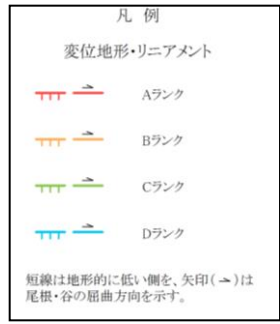 凡 例
変位地形・リニアメント
Aランク
Bランク
Cランク
Dランク
短線は地形的に低い側を、矢印(⇀)は
尾根・谷の屈曲方向を示す。